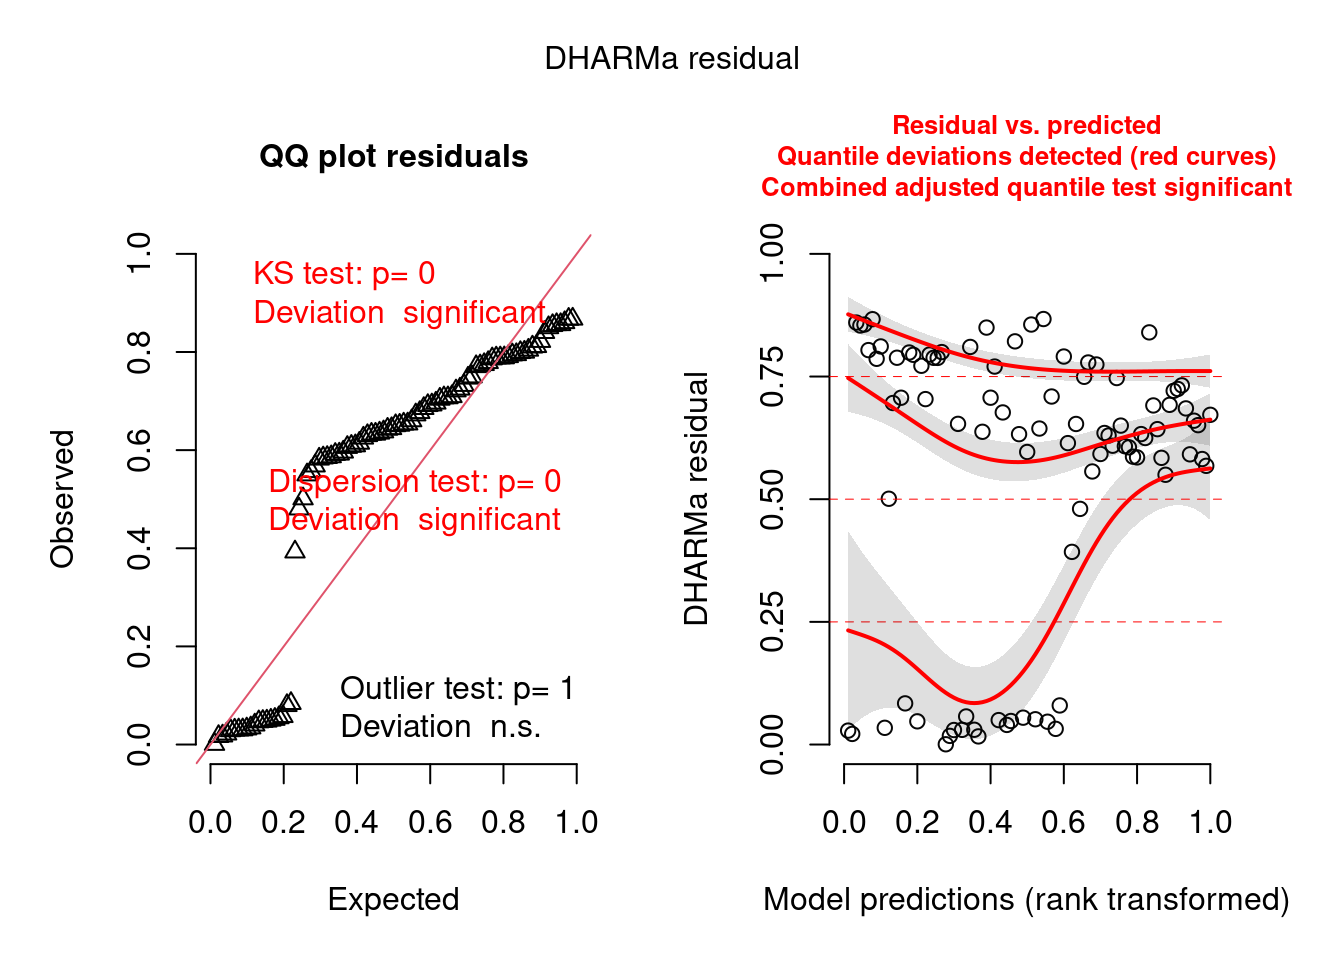 DHARMa residual
QQ plot residuals
KS test: p= 0
Deviation  significant
Dispersion test: p= 0
Deviation  significant
Outlier test: p= 1
Deviation  n.s.
Observed
0.0 0.2 0.4 0.6 0.8 1.0
0.0 0.2 0.4 0.6 0.8 1.0
Expected
Residual vs. predicted
Quantile deviations detected (red curves)
Combined adjusted quantile test significant
DHARMa residual
0.00 0.25 0.50 0.75 1.00
0.0 0.2 0.4 0.6 0.8 1.0
Model predictions (rank transformed)